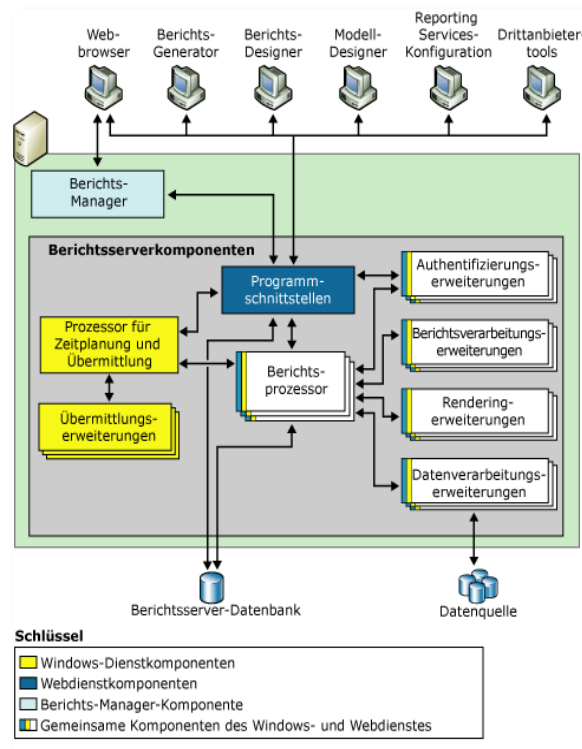 Web-
browser
Berichts-
Generator
Berichts-
Designer
Modell-
Designer
Reporting
Services-
Konfiguration
Drittanbieter-
tools
Berichts-
Manager
Berichtsserverkomponenten
Programm-
schnittstellen
Authentifizierungs-
erweiterungen
Prozessor für
Zeitplanung und
Übermittlung
Berichtsverarbeitungs-
erweiterungen
Berichts-
prozessor
Übermittlungs-
erweiterungen
Rendering-
erweiterungen
Datenverarbeitungs-
erweiterungen
Berichtsserver-Datenbank
Datenquelle
Schlüssel
Windows-Dienstkomponenten
Webdienstkomponenten
Berichts-Manager-Komponente
Gemeinsame Komponenten des Windows- und Webdienstes